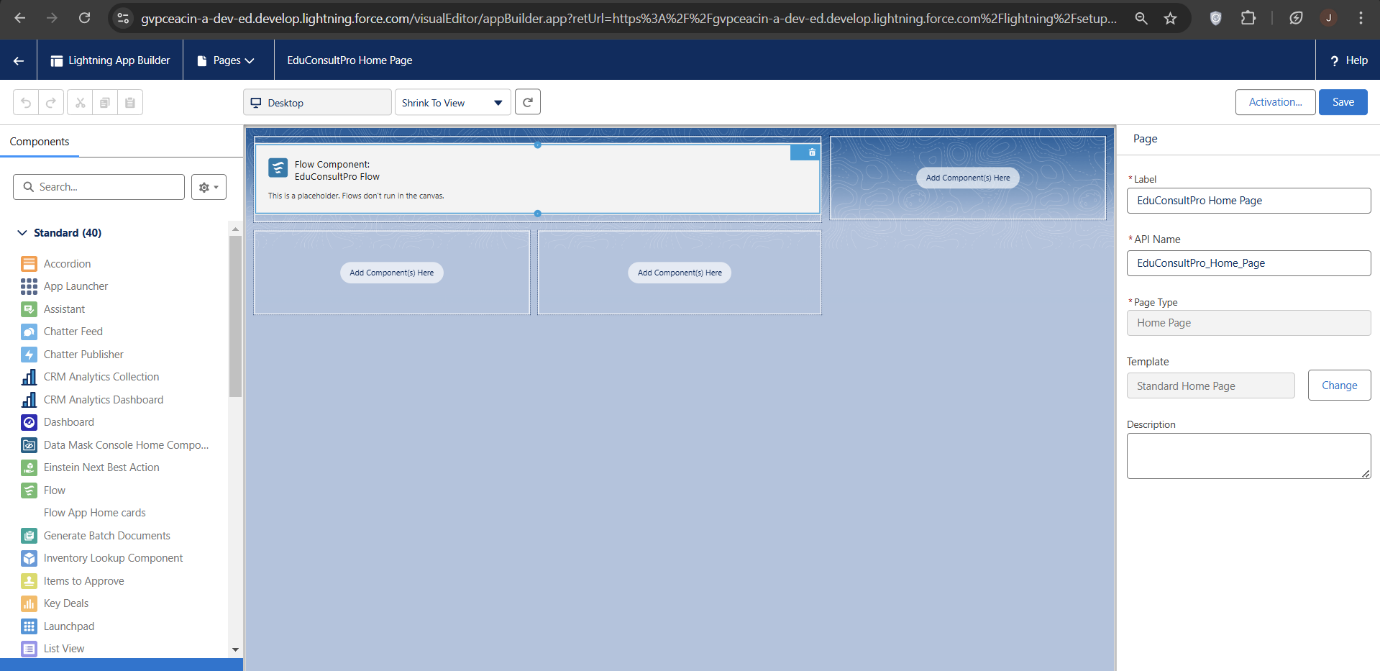 gvpceacin-a-dev-ed.develop.lightning.force.com/visualEditor/appBuilder.app?retUrl=https%3A%2F%2Fgvpceacin-a-dev-ed.develop.lightning.force.com%2Flightning%2Fsetup...
J
Lightning App Builder
Pages
EduConsultPro Home Page
? Help
Desktop
Shrink To View
Activation...
Save
Components
Search...
Standard (40)
Accordion
App Launcher
Assistant
Chatter Feed
Chatter Publisher
CRM Analytics Collection
CRM Analytics Dashboard
Dashboard
Data Mask Console Home Compo...
Einstein Next Best Action
Flow
Flow App Home cards
Generate Batch Documents
Inventory Lookup Component
Items to Approve
Key Deals
Launchpad
List View
Flow Component:
EduConsultPro Flow
This is a placeholder. Flows don't run in the canvas.
Add Component(s) Here
Add Component(s) Here
Add Component(s) Here
Page
*Label
EduConsultPro Home Page
*API Name
EduConsultPro_Home_Page
*Page Type
Home Page
Template
Standard Home Page
Change
Description